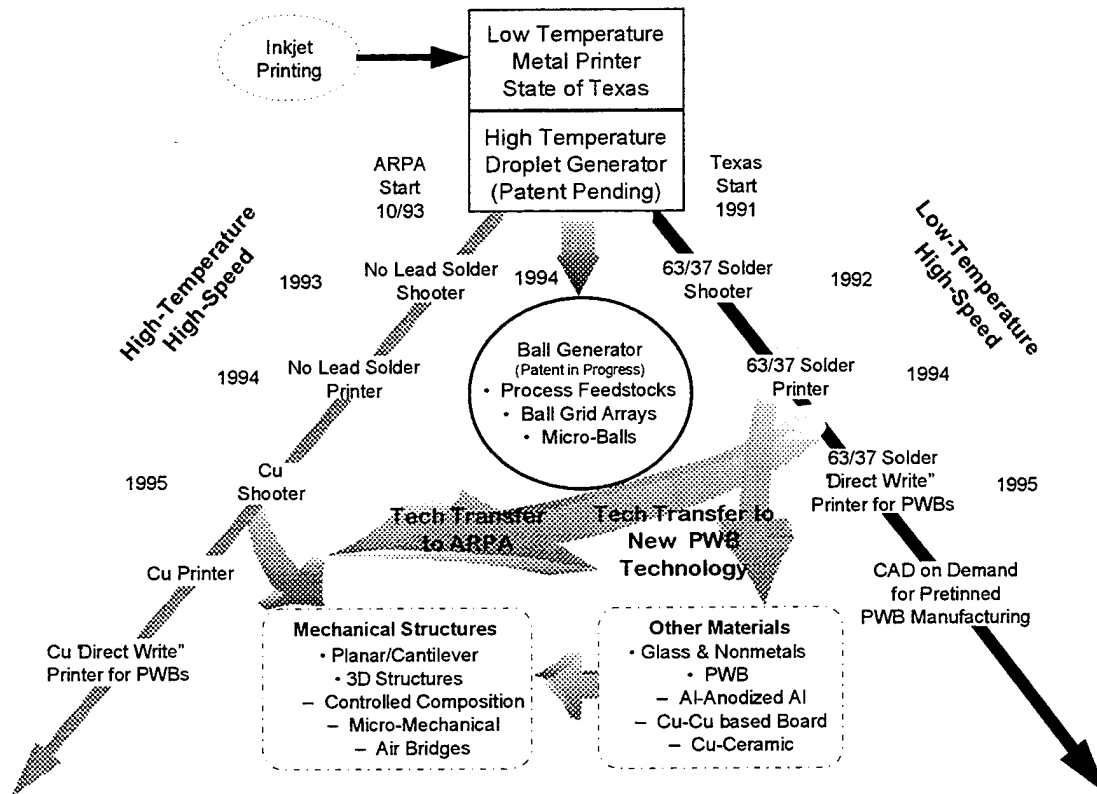 Inkjet
Printing
Low Temperature
Metal Printer
State of Texas
High Temperature
Droplet Generator
(Patent Pending)
ARPA
Start
10/93
Texas
Start
1991
High-Temperature
High-Speed
Low-Temperature
High-Speed
1993
No Lead Solder
Shooter
1994
63/37 Solder
Shooter
1992
1994
No Lead Solder
Printer
Ball Generator
(Patent in Progress)
• Process Feedstocks
• Ball Grid Arrays
• Micro-Balls
63/37 Solder
Printer
1994
1995
Cu
Shooter
63/37 Solder
"Direct Write"
Printer for PWBs
1995
Tech Transfer
to ARPA
Tech Transfer to
New PWB
Technology
Cu Printer
CAD on Demand
for Pretinned
PWB Manufacturing
Cu "Direct Write"
Printer for PWBs
Mechanical Structures
• Planar/Cantilever
• 3D Structures
– Controlled Composition
– Micro-Mechanical
– Air Bridges
Other Materials
• Glass & Nonmetals
• PWB
– Al-Anodized Al
– Cu-Cu based Board
– Cu-Ceramic